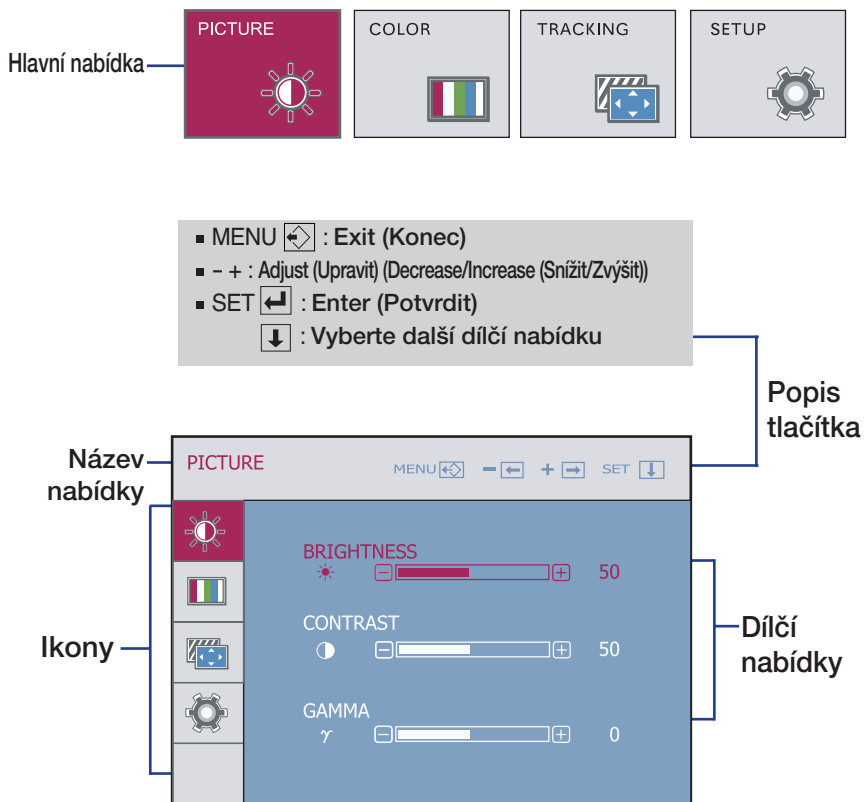 PICTURE COLOR TRACKING SETUP
Hlavní nabídka
▪ MENU : Exit (Konec)
▪ – + : Adjust (Upravit) (Decrease/Increase (Snížit/Zvýšit))
▪ SET : Enter (Potvrdit)
: Vyberte další dílčí nabídku
Popis
tlačítka
Název
nabídky
PICTURE MENU – + SET
BRIGHTNESS
50
CONTRAST
50
GAMMA
γ 0
Ikony
Dílčí
nabídky